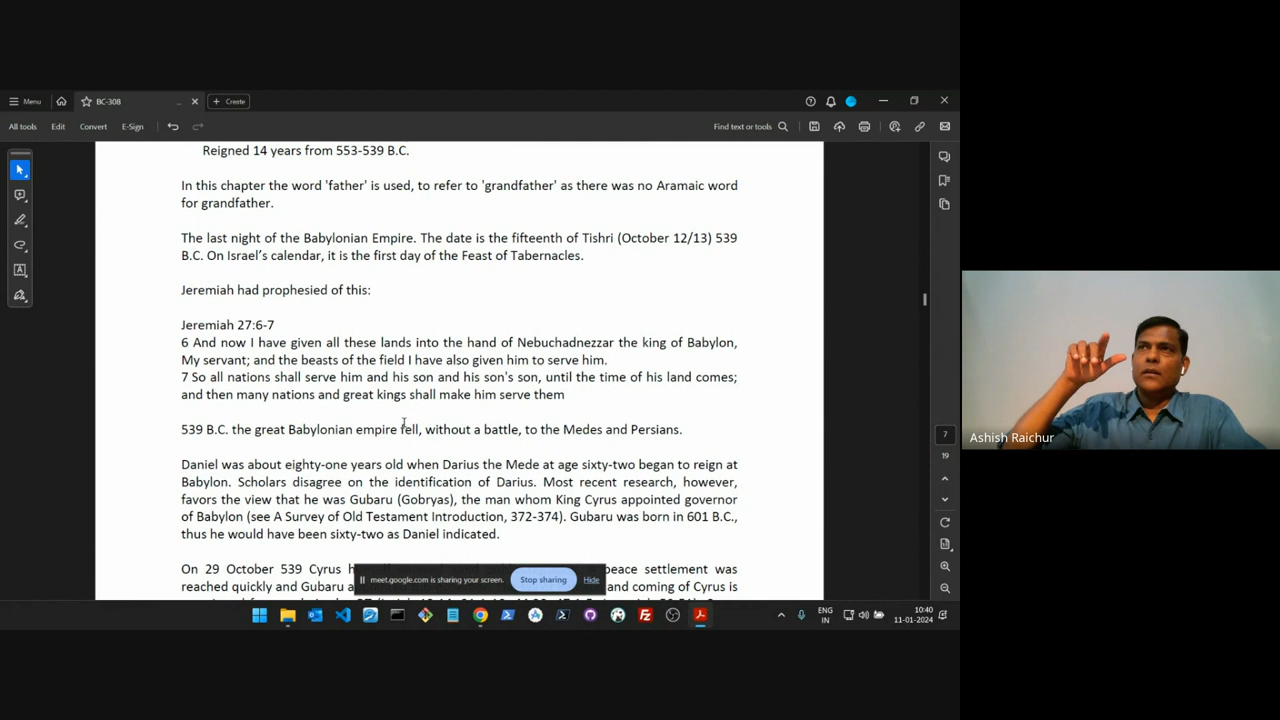 Menu
BC-308
...
Create
All tools
Edit
Convert
E-Sign
Find text or tools
Reigned 14 years from 553-539 B.C.
In this chapter the word 'father' is used, to refer to 'grandfather' as there was no Aramaic word
for grandfather.
The last night of the Babylonian Empire. The date is the fifteenth of Tishri (October 12/13) 539
B.C. On Israel's calendar, it is the first day of the Feast of Tabernacles.
Jeremiah had prophesied of this:
Jeremiah 27:6-7
6 And now I have given all these lands into the hand of Nebuchadnezzar the king of Babylon,
My servant; and the beasts of the field I have also given him to serve him.
7 So all nations shall serve him and his son and his son's son, until the time of his land comes;
and then many nations and great kings shall make him serve them
539 B.C. the great Babylonian empire fell, without a battle, to the Medes and Persians.
Daniel was about eighty-one years old when Darius the Mede at age sixty-two began to reign at
Babylon. Scholars disagree on the identification of Darius. Most recent research, however,
favors the view that he was Gubaru (Gobryas), the man whom King Cyrus appointed governor
of Babylon (see A Survey of Old Testament Introduction, 372-374). Gubaru was born in 601 B.C.,
thus he would have been sixty-two as Daniel indicated.
On 29 October 539 Cyrus peace settlement was
reached quickly and Gubaru and coming of Cyrus is
meet.google.com is sharing your screen.
Stop sharing
Hide
7
19
ENG
IN
10:40
11-01-2024
Ashish Raichur